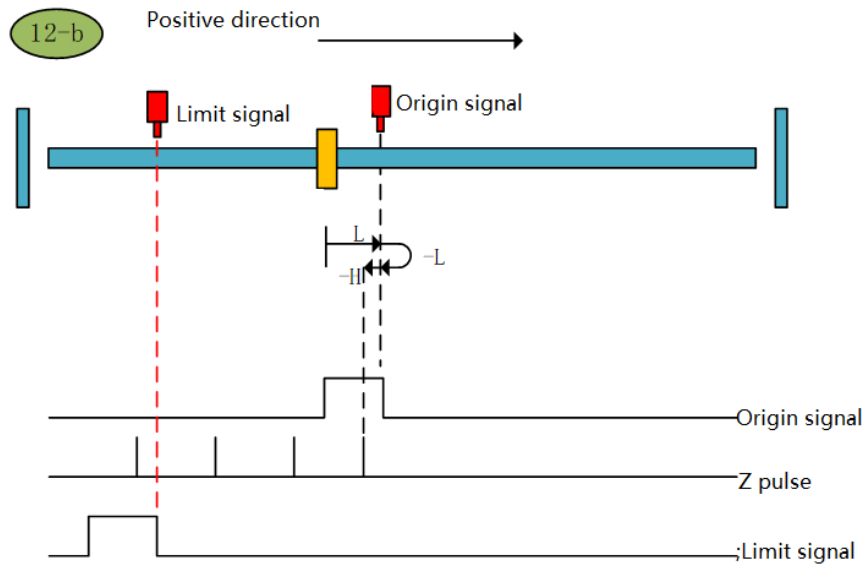 12-b
Positive direction
Limit signal
Origin signal
L
-L
-H
Origin signal
Z pulse
;Limit signal